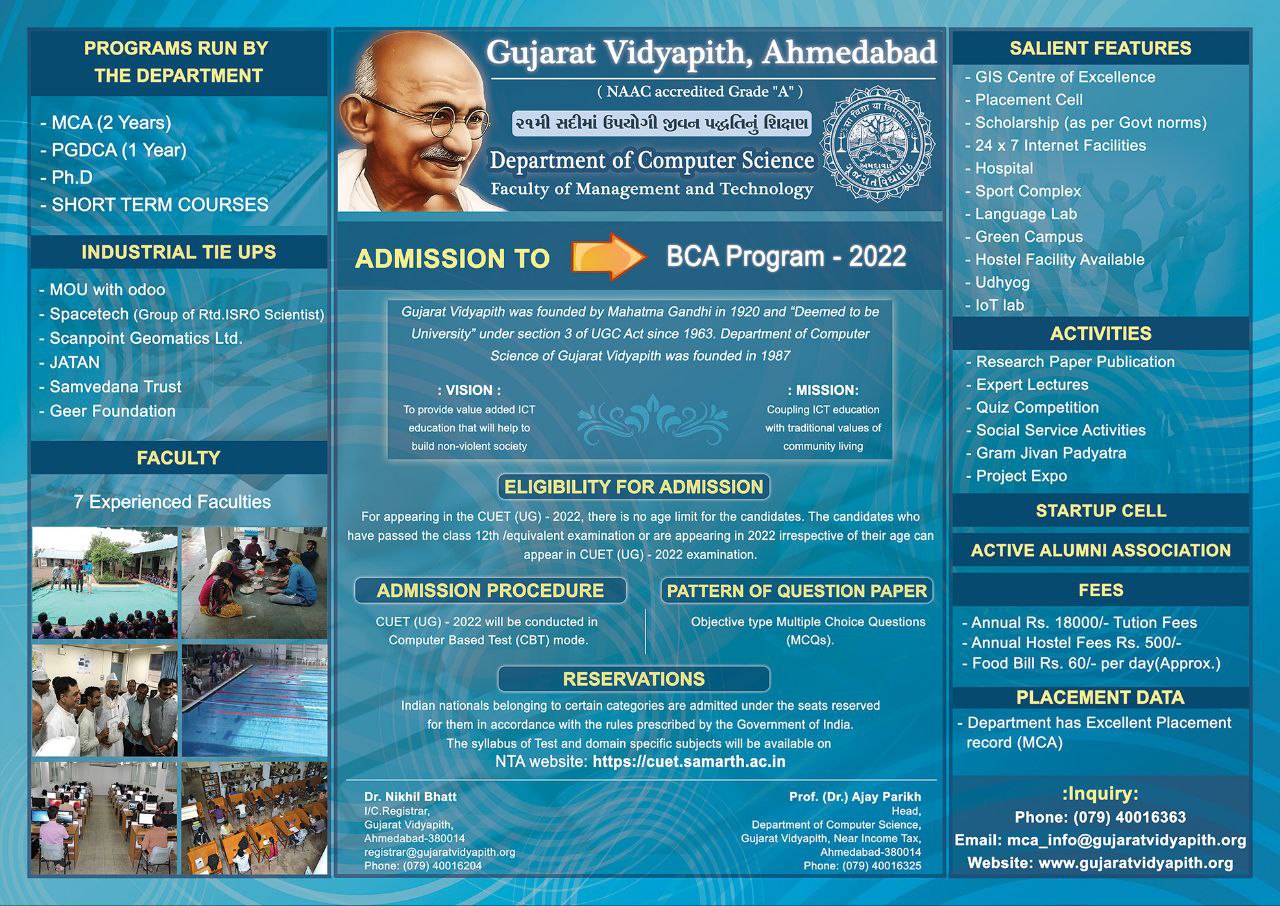 PROGRAMS RUN BY
THE DEPARTMENT
- MCA (2 Years)
- PGDCA (1 Year)
- Ph.D
- SHORT TERM COURSES
INDUSTRIAL TIE UPS
- MOU with odoo
- Spacetech (Group of Rtd.ISRO Scientist)
- Scanpoint Geomatics Ltd.
- JATAN
- Samvedana Trust
- Geer Foundation
FACULTY
7 Experienced Faculties
Gujarat Vidyapith, Ahmedabad
( NAAC accredited Grade "A" )
૨૧મી સદીમાં ઉપયોગી જીવન પદ્ધતિનું શિક્ષણ
Department of Computer Science
Faculty of Management and Technology
ADMISSION TO
BCA Program - 2022
Gujarat Vidyapith was founded by Mahatma Gandhi in 1920 and “Deemed to be
University” under section 3 of UGC Act since 1963. Department of Computer
Science of Gujarat Vidyapith was founded in 1987
: VISION :
To provide value added ICT
education that will help to
build non-violent society
: MISSION:
Coupling ICT education
with traditional values of
community living
ELIGIBILITY FOR ADMISSION
For appearing in the CUET (UG) - 2022, there is no age limit for the candidates. The candidates who
have passed the class 12th /equivalent examination or are appearing in 2022 irrespective of their age can
appear in CUET (UG) - 2022 examination.
ADMISSION PROCEDURE
CUET (UG) - 2022 will be conducted in
Computer Based Test (CBT) mode.
PATTERN OF QUESTION PAPER
Objective type Multiple Choice Questions
(MCQs).
RESERVATIONS
Indian nationals belonging to certain categories are admitted under the seats reserved
for them in accordance with the rules prescribed by the Government of India.
The syllabus of Test and domain specific subjects will be available on
NTA website: https://cuet.samarth.ac.in
Dr. Nikhil Bhatt
I/C.Registrar,
Gujarat Vidyapith,
Ahmedabad-380014
registrar@gujaratvidyapith.org
Phone: (079) 40016204
Prof. (Dr.) Ajay Parikh
Head,
Department of Computer Science,
Gujarat Vidyapith, Near Income Tax,
Ahmedabad-380014
Phone: (079) 40016325
SALIENT FEATURES
- GIS Centre of Excellence
- Placement Cell
- Scholarship (as per Govt norms)
- 24 x 7 Internet Facilities
- Hospital
- Sport Complex
- Language Lab
- Green Campus
- Hostel Facility Available
- Udhyog
- IoT lab
ACTIVITIES
- Research Paper Publication
- Expert Lectures
- Quiz Competition
- Social Service Activities
- Gram Jivan Padyatra
- Project Expo
STARTUP CELL
ACTIVE ALUMNI ASSOCIATION
FEES
- Annual Rs. 18000/- Tution Fees
- Annual Hostel Fees Rs. 500/-
- Food Bill Rs. 60/- per day(Approx.)
PLACEMENT DATA
- Department has Excellent Placement
record (MCA)
:Inquiry:
Phone: (079) 40016363
Email: mca_info@gujaratvidyapith.org
Website: www.gujaratvidyapith.org